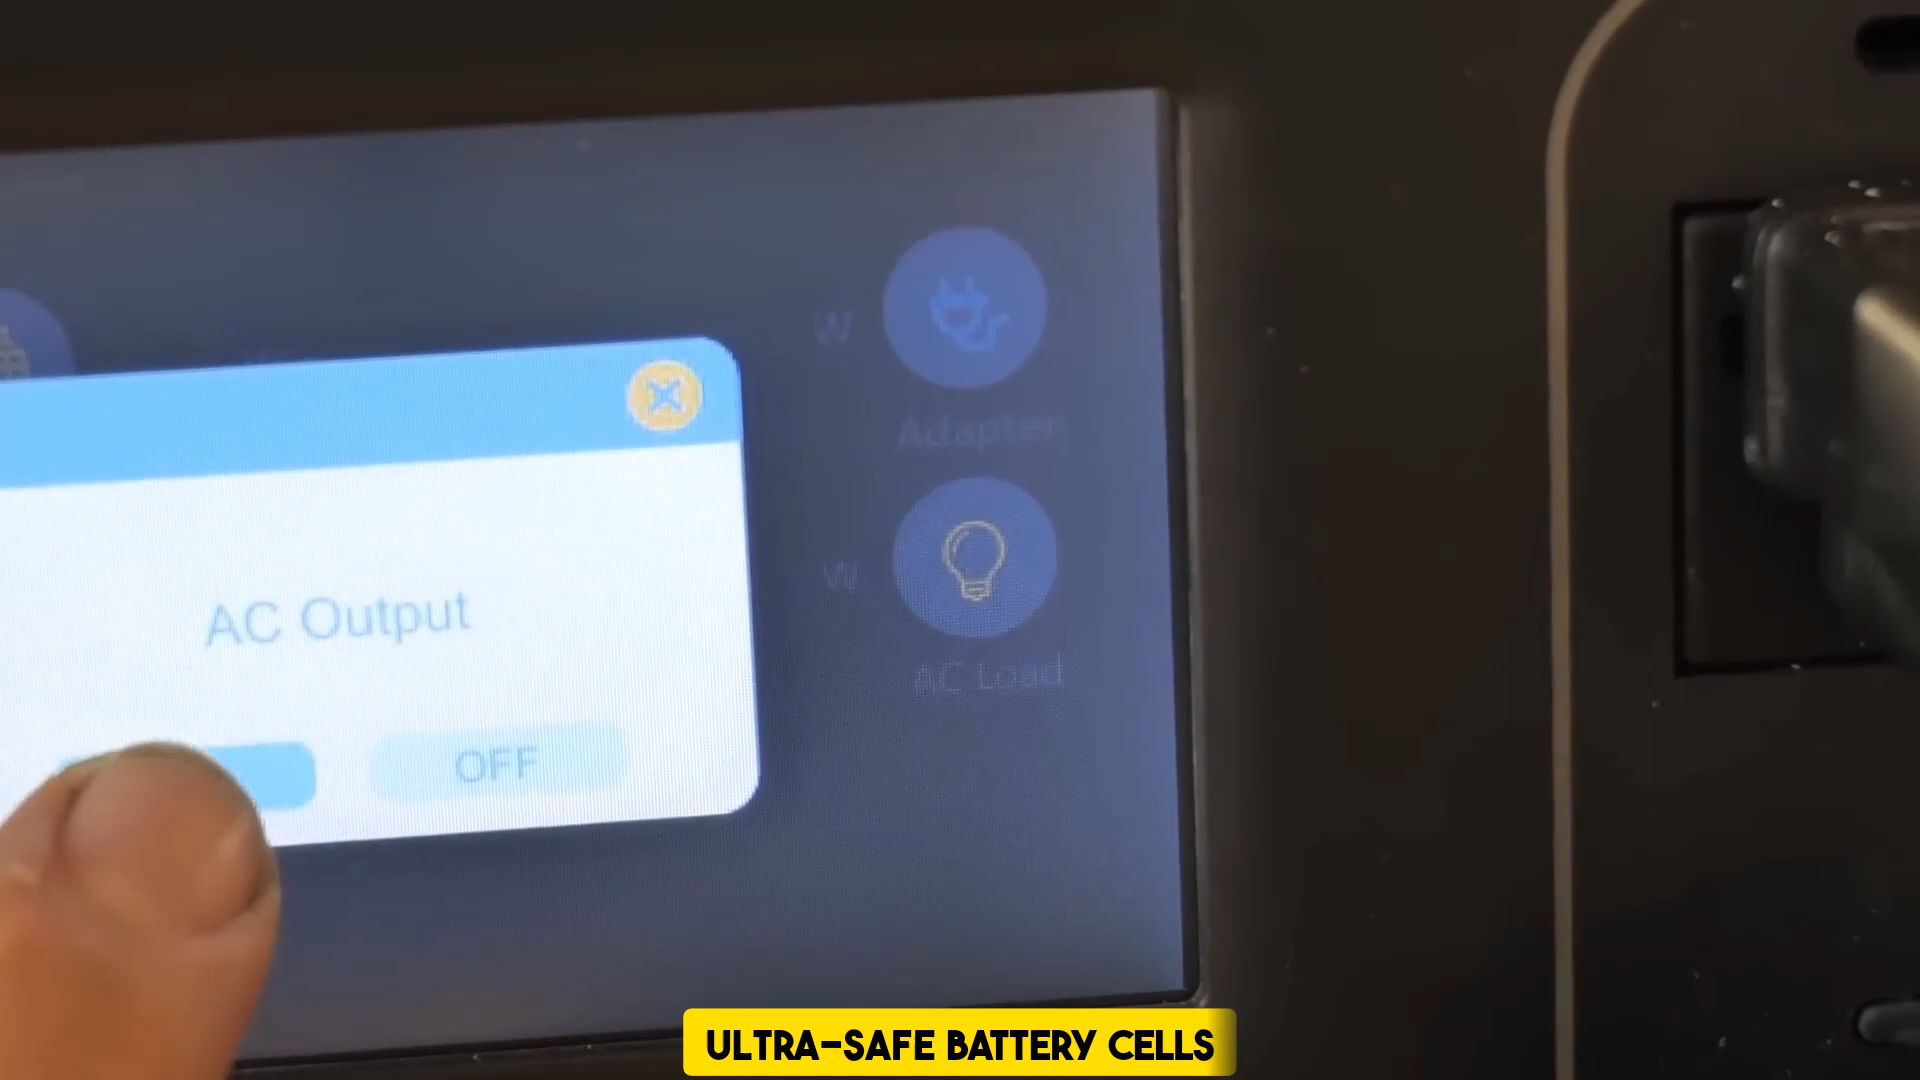 W
Adapter
AC Output
W
AC Load
OFF
ULTRA-SAFE BATTERY CELLS